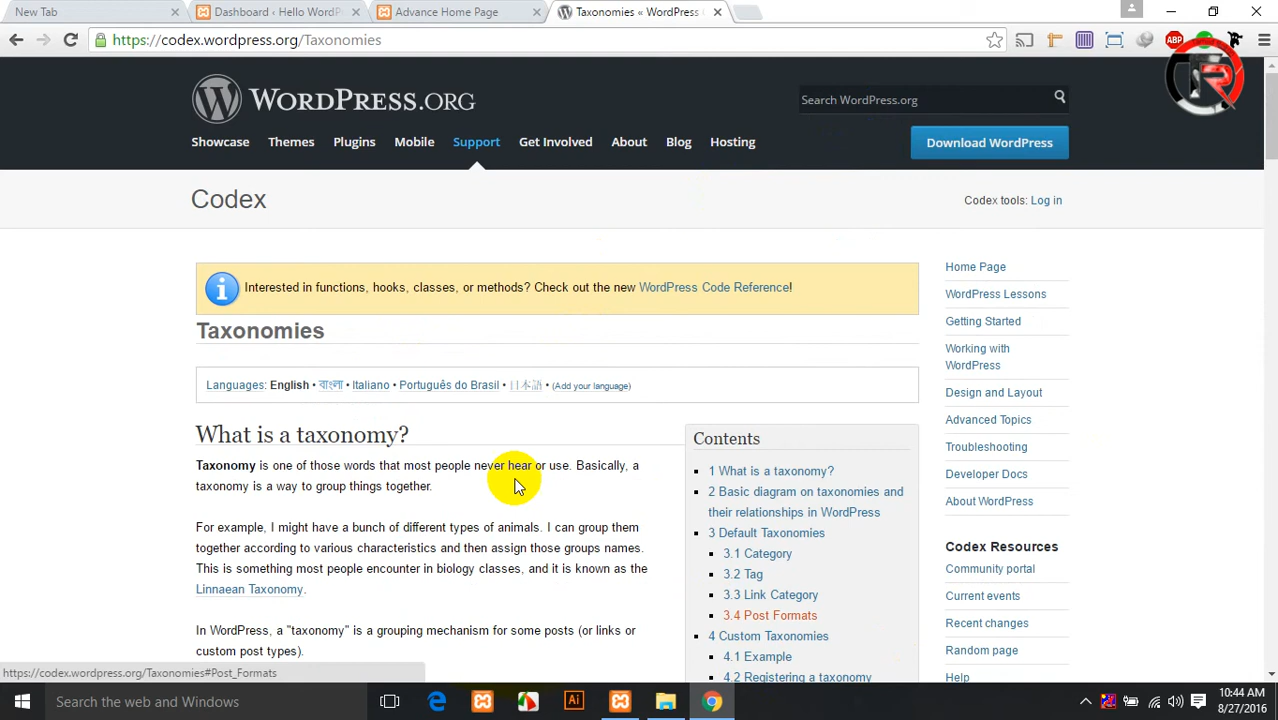 New Tab
Dashboard ‹ Hello WordP
Advance Home Page
Taxonomies « WordPress
https://codex.wordpress.org/Taxonomies
ABP
WORDPRESS.ORG
Search WordPress.org
Showcase
Themes
Plugins
Mobile
Support
Get Involved
About
Blog
Hosting
Download WordPress
Codex
Codex tools: Log in
Interested in functions, hooks, classes, or methods? Check out the new WordPress Code Reference!
Taxonomies
Languages: English • বাংলা • Italiano • Português do Brasil • 日本語 • (Add your language)
What is a taxonomy?
Taxonomy is one of those words that most people never hear or use. Basically, a
taxonomy is a way to group things together.
For example, I might have a bunch of different types of animals. I can group them
together according to various characteristics and then assign those groups names.
This is something most people encounter in biology classes, and it is known as the
Linnaean Taxonomy.
In WordPress, a "taxonomy" is a grouping mechanism for some posts (or links or
custom post types).
Contents
1 What is a taxonomy?
2 Basic diagram on taxonomies and
their relationships in WordPress
3 Default Taxonomies
3.1 Category
3.2 Tag
3.3 Link Category
3.4 Post Formats
4 Custom Taxonomies
4.1 Example
4.2 Registering a taxonomy
Home Page
WordPress Lessons
Getting Started
Working with
WordPress
Design and Layout
Advanced Topics
Troubleshooting
Developer Docs
About WordPress
Codex Resources
Community portal
Current events
Recent changes
Random page
Help
https://codex.wordpress.org/Taxonomies#Post_Formats
Search the web and Windows
Ai
10:44 AM
8/27/2016